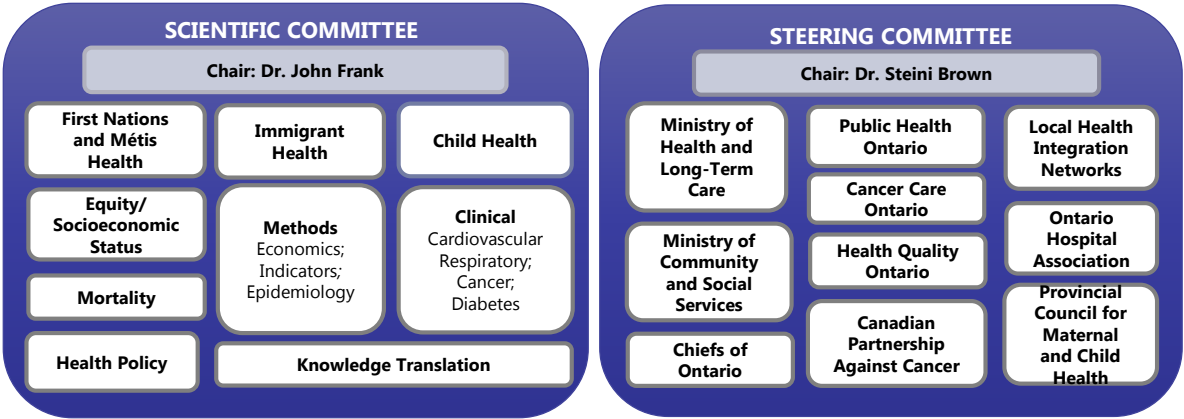 SCIENTIFIC COMMITTEE
Chair: Dr. John Frank
First Nations
and Métis
Health
Immigrant
Health
Child Health
Equity/
Socioeconomic
Status
Methods
Economics;
Indicators;
Epidemiology
Clinical
Cardiovascular
Respiratory;
Cancer;
Diabetes
Mortality
Health Policy
Knowledge Translation
STEERING COMMITTEE
Chair: Dr. Steini Brown
Ministry of
Health and
Long-Term
Care
Public Health
Ontario
Local Health
Integration
Networks
Cancer Care
Ontario
Ministry of
Community
and Social
Services
Health Quality
Ontario
Ontario
Hospital
Association
Chiefs of
Ontario
Canadian
Partnership
Against Cancer
Provincial
Council for
Maternal
and Child
Health